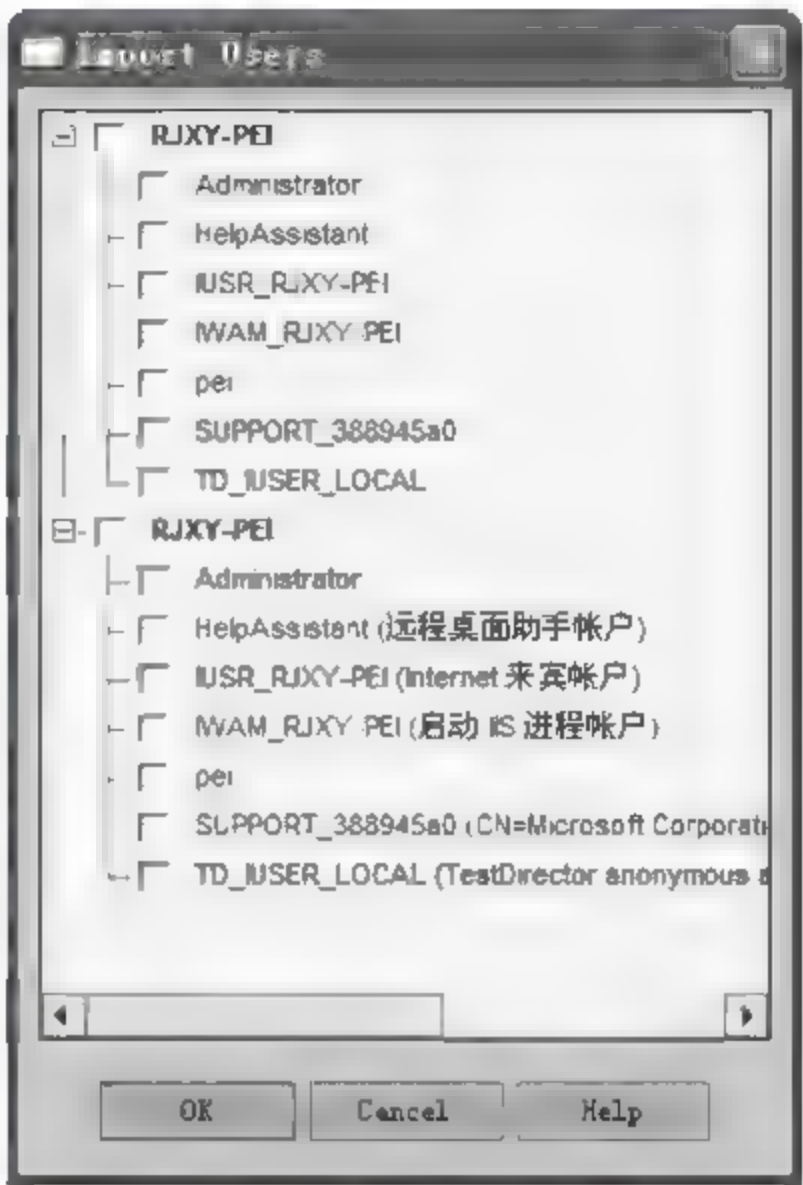 Import Users
RJXY-PEI
Administrator
HelpAssistant
IUSR_RJXY-PEI
IWAM_RJXY-PEI
pei
SUPPORT_388945a0
TD_IUSER_LOCAL
RJXY-PEI
Administrator
HelpAssistant (远程桌面助手帐户)
IUSR_RJXY-PEI (Internet 来宾帐户)
IWAM_RJXY-PEI (启动 IIS 进程帐户)
pei
SUPPORT_388945a0 (CN=Microsoft Corporati
TD_IUSER_LOCAL (TestDirector anonymous a
OK Cancel Help